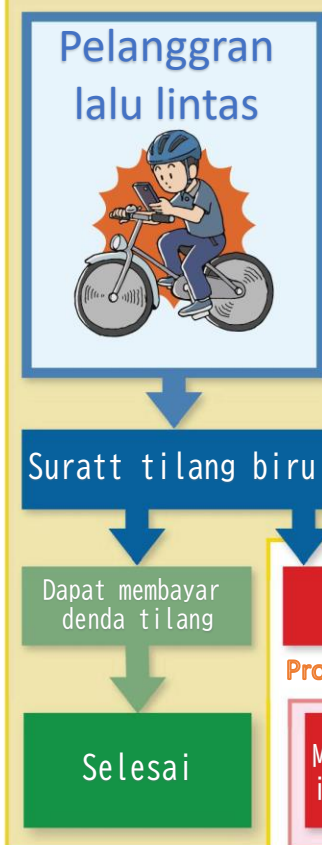 Pelanggran
lalu lintas
Suratt tilang biru
Dapat membayar
denda tilang
Selesai